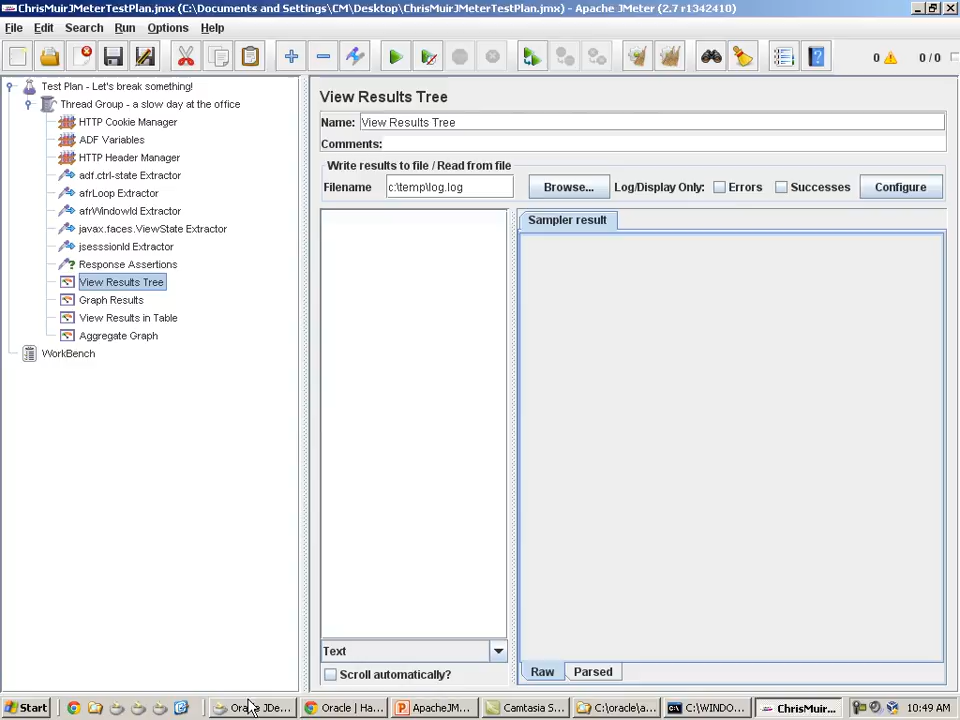 ChrisMuirJMeterTestPlan.jmx (C:\Documents and Settings\CM\Desktop\ChrisMuirJMeterTestPlan.jmx) - Apache JMeter (2.7 r1342410)
File Edit Search Run Options Help
0 0 / 0
Test Plan - Let's break something!
Thread Group - a slow day at the office
HTTP Cookie Manager
ADF Variables
HTTP Header Manager
adf.ctrl-state Extractor
afrLoop Extractor
afrWindowId Extractor
javax.faces.ViewState Extractor
jsesssionId Extractor
Response Assertions
View Results Tree
Graph Results
View Results in Table
Aggregate Graph
WorkBench
View Results Tree
Name: View Results Tree
Comments:
Write results to file / Read from file
Filename c:\temp\log.log Browse... Log/Display Only: Errors Successes Configure
Sampler result
Text
Scroll automatically?
Raw Parsed
Start Oracle JDe... Oracle | Ha... ApacheJM... Camtasia S... C:\oracle\a... C:\WINDO... ChrisMuir... 10:49 AM